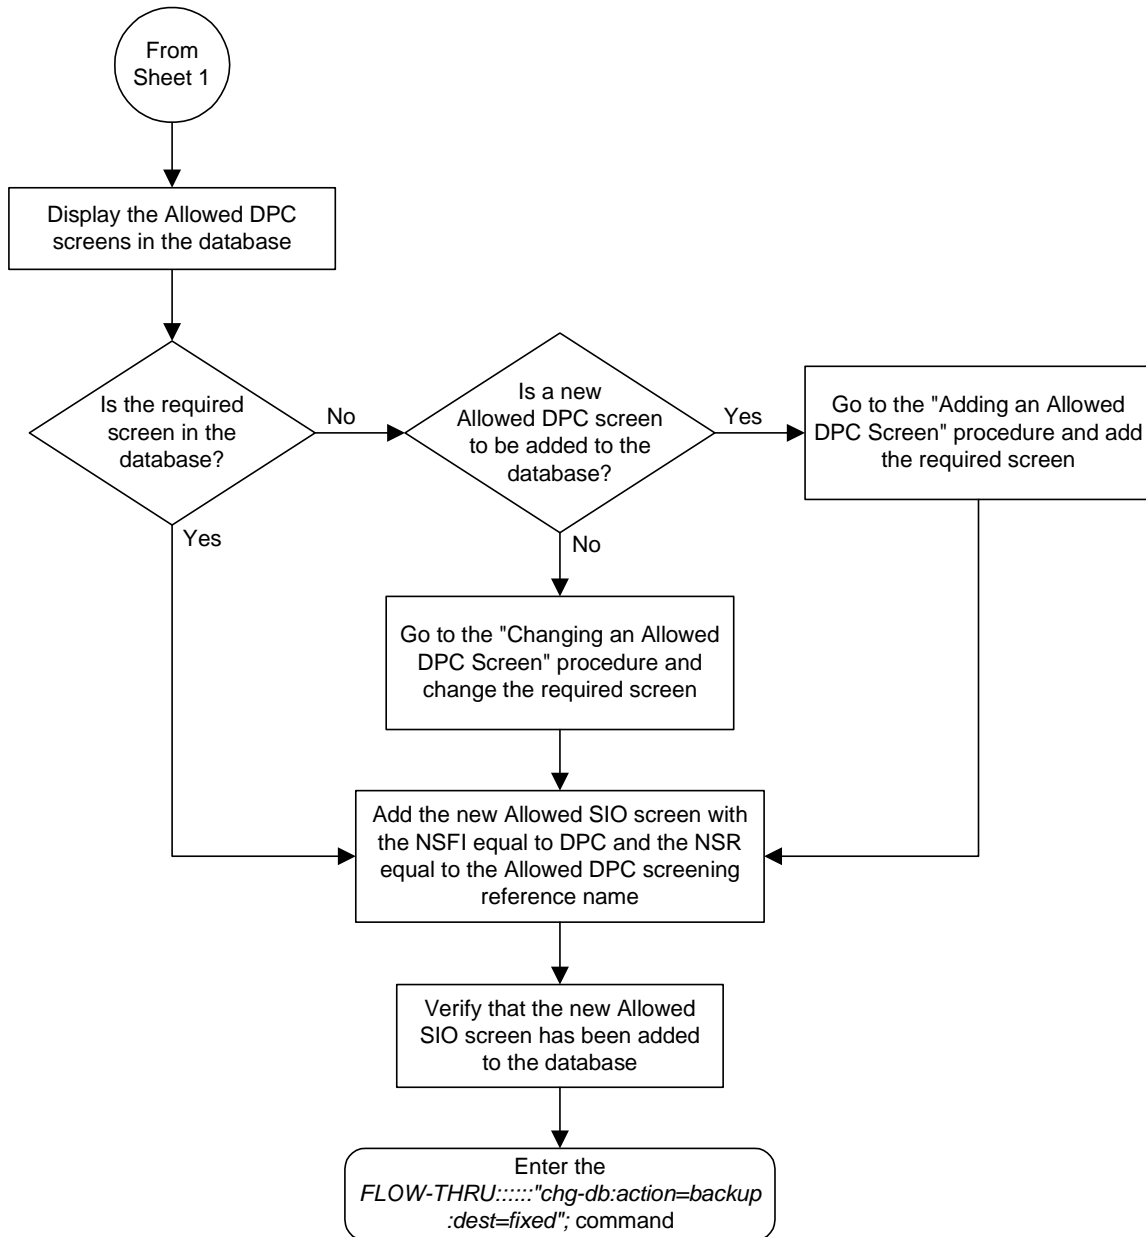 From
Sheet 1
Display the Allowed DPC
screens in the database
Is the required
screen in the
database?
No
Yes
Is a new
Allowed DPC screen
to be added to the
database?
Yes
No
Go to the "Adding an Allowed
DPC Screen" procedure and add
the required screen
Go to the "Changing an Allowed
DPC Screen" procedure and
change the required screen
Add the new Allowed SIO screen with
the NSFI equal to DPC and the NSR
equal to the Allowed DPC screening
reference name
Verify that the new Allowed
SIO screen has been added
to the database
Enter the
FLOW-THRU::::::"chg-db:action=backup
:dest=fixed"; command